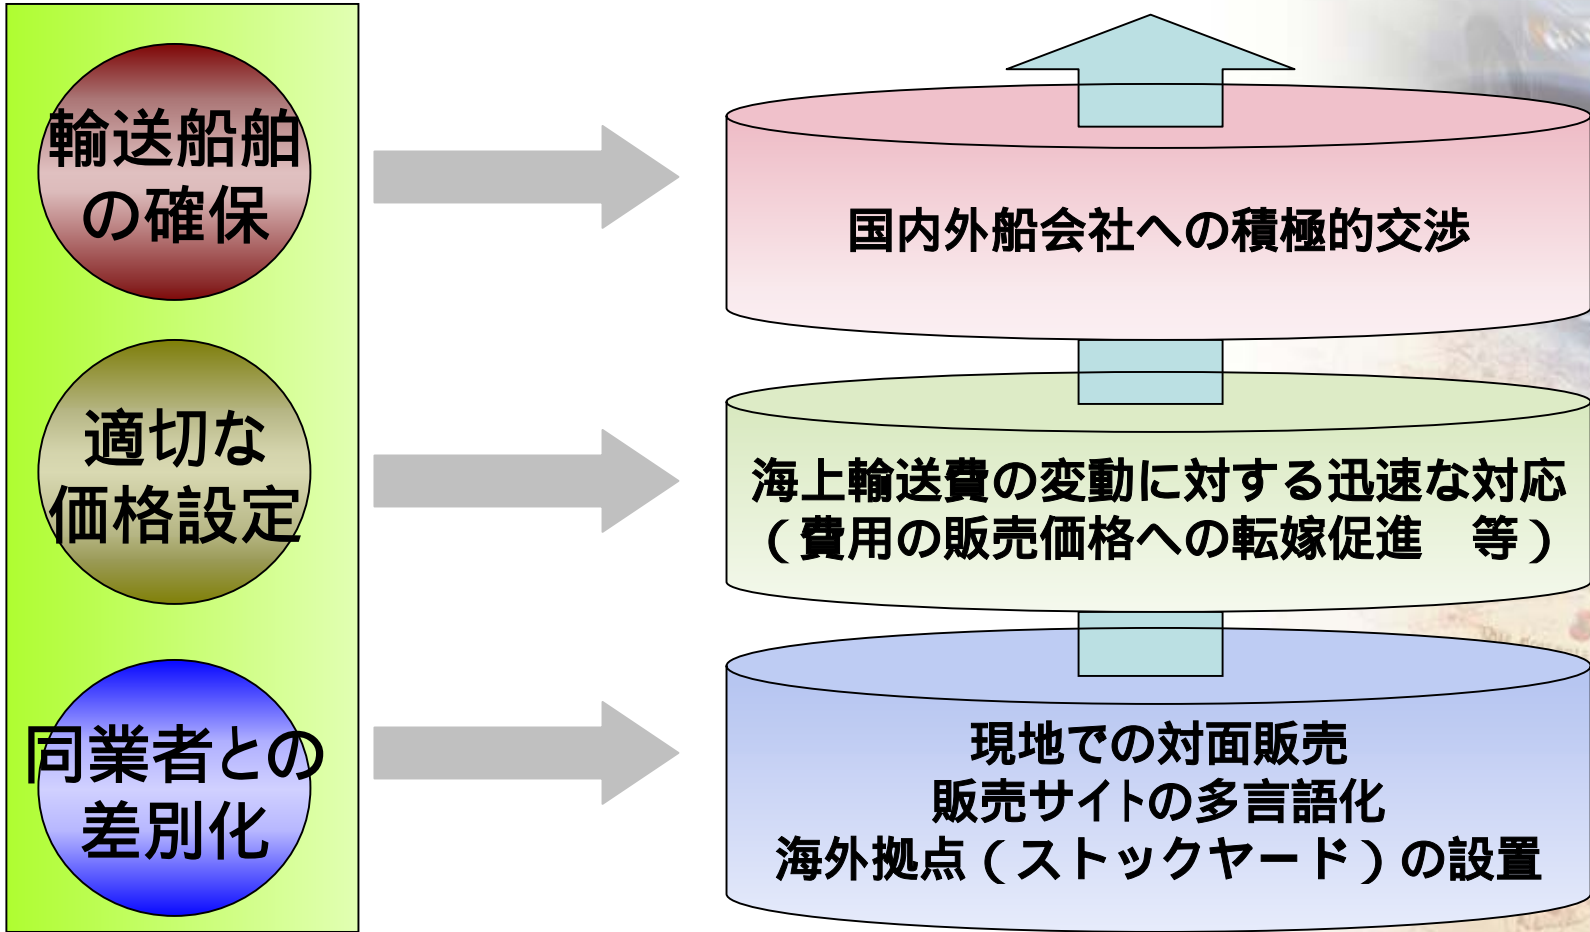 輸送船舶
の確保
国内外船会社への積極的交渉
適切な
価格設定
海上輸送費の変動に対する迅速な対応
（費用の販売価格への転嫁促進　等）
同業者との
差別化
現地での対面販売
販売サイトの多言語化
海外拠点（ストックヤード）の設置